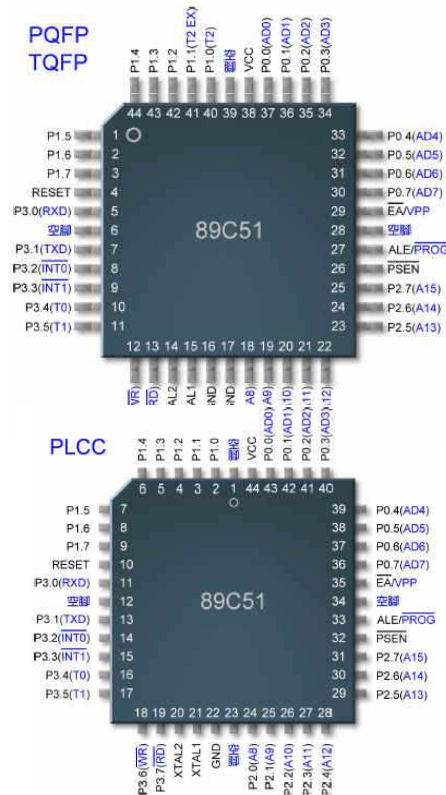 PQFP
TQFP
P1.4
P1.3
P1.2
P1.1(T2 EX)
P1.0(T2)
空脚
VCC
P0.0(AD0)
P0.1(AD1)
P0.2(AD2)
P0.3(AD3)
44 43 42 41 40 39 38 37 36 35 34
P1.5 1
P1.6 2
P1.7 3
RESET 4
P3.0(RXD) 5
空脚 6
P3.1(TXD) 7
P3.2(INT0) 8
P3.3(INT1) 9
P3.4(T0) 10
P3.5(T1) 11
89C51
33 P0.4(AD4)
32 P0.5(AD5)
31 P0.6(AD6)
30 P0.7(AD7)
29 EA/VPP
28 空脚
27 ALE/PROG
26 PSEN
25 P2.7(A15)
24 P2.6(A14)
23 P2.5(A13)
12 13 14 15 16 17 18 19 20 21 22
PLCC
P1.4
P1.3
P1.2
P1.1
P1.0
空脚
VCC
P0.0(AD0)
P0.1(AD1)
P0.2(AD2)
P0.3(AD3)
6 5 4 3 2 1 44 43 42 41 40
P1.5 7
P1.6 8
P1.7 9
RESET 10
P3.0(RXD) 11
空脚 12
P3.1(TXD) 13
P3.2(INT0) 14
P3.3(INT1) 15
P3.4(T0) 16
P3.5(T1) 17
89C51
39 P0.4(AD4)
38 P0.5(AD5)
37 P0.6(AD6)
36 P0.7(AD7)
35 EA/VPP
34 空脚
33 ALE/PROG
32 PSEN
31 P2.7(A15)
30 P2.6(A14)
29 P2.5(A13)
18 19 20 21 22 23 24 25 26 27 28
P3.6(WR)
P3.7(RD)
XTAL2
XTAL1
GND
空脚
P2.0(A8)
P2.1(A9)
P2.2(A10)
P2.3(A11)
P2.4(A12)